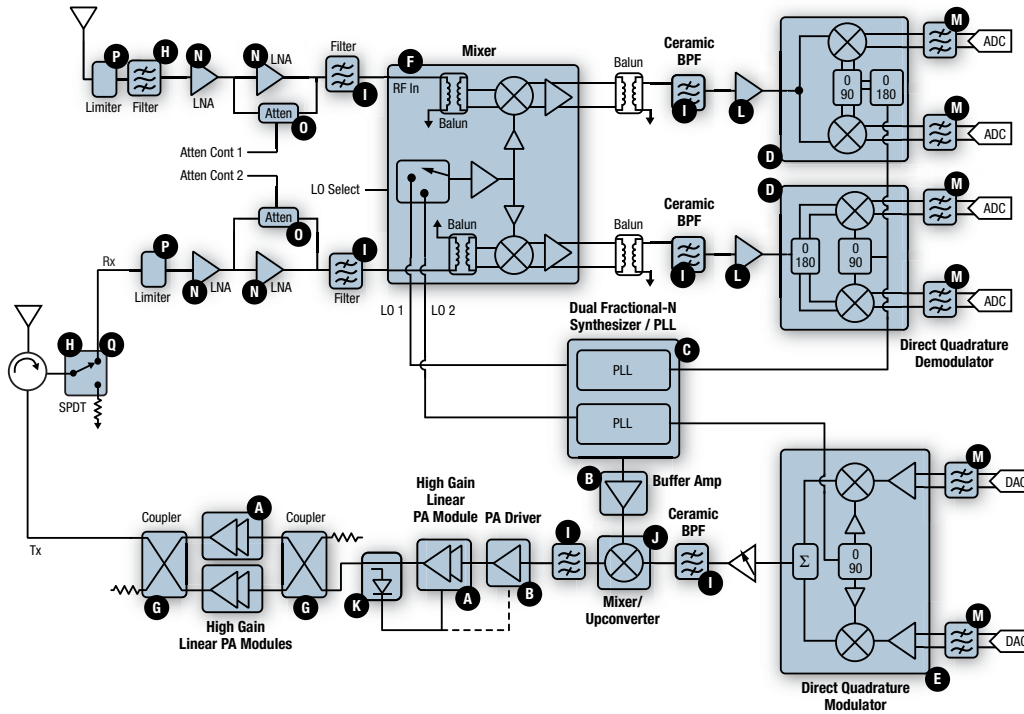 P
H
N
N
LNA
Filter
F
Mixer
Ceramic
BPF
Balun
M
ADC
Limiter
Filter
LNA
Atten
O
I
RF In
Balun
I
L
0
90
0
180
M
ADC
D
Atten Cont 1
Atten Cont 2
LO Select
Atten
O
Balun
Balun
Ceramic
BPF
D
M
ADC
Rx
P
Limiter
N
LNA
N
LNA
I
Filter
I
L
0
180
0
90
M
ADC
LO 1
LO 2
Dual Fractional-N
Synthesizer / PLL
C
PLL
PLL
Direct Quadrature
Demodulator
H
Q
SPDT
B
Buffer Amp
High Gain
Linear
PA Module
PA Driver
Ceramic
BPF
M
DAC
Coupler
A
Coupler
I
J
Σ
0
90
Tx
G
G
K
A
B
Mixer/
Upconverter
I
High Gain
Linear PA Modules
M
DAC
E
Direct Quadrature
Modulator